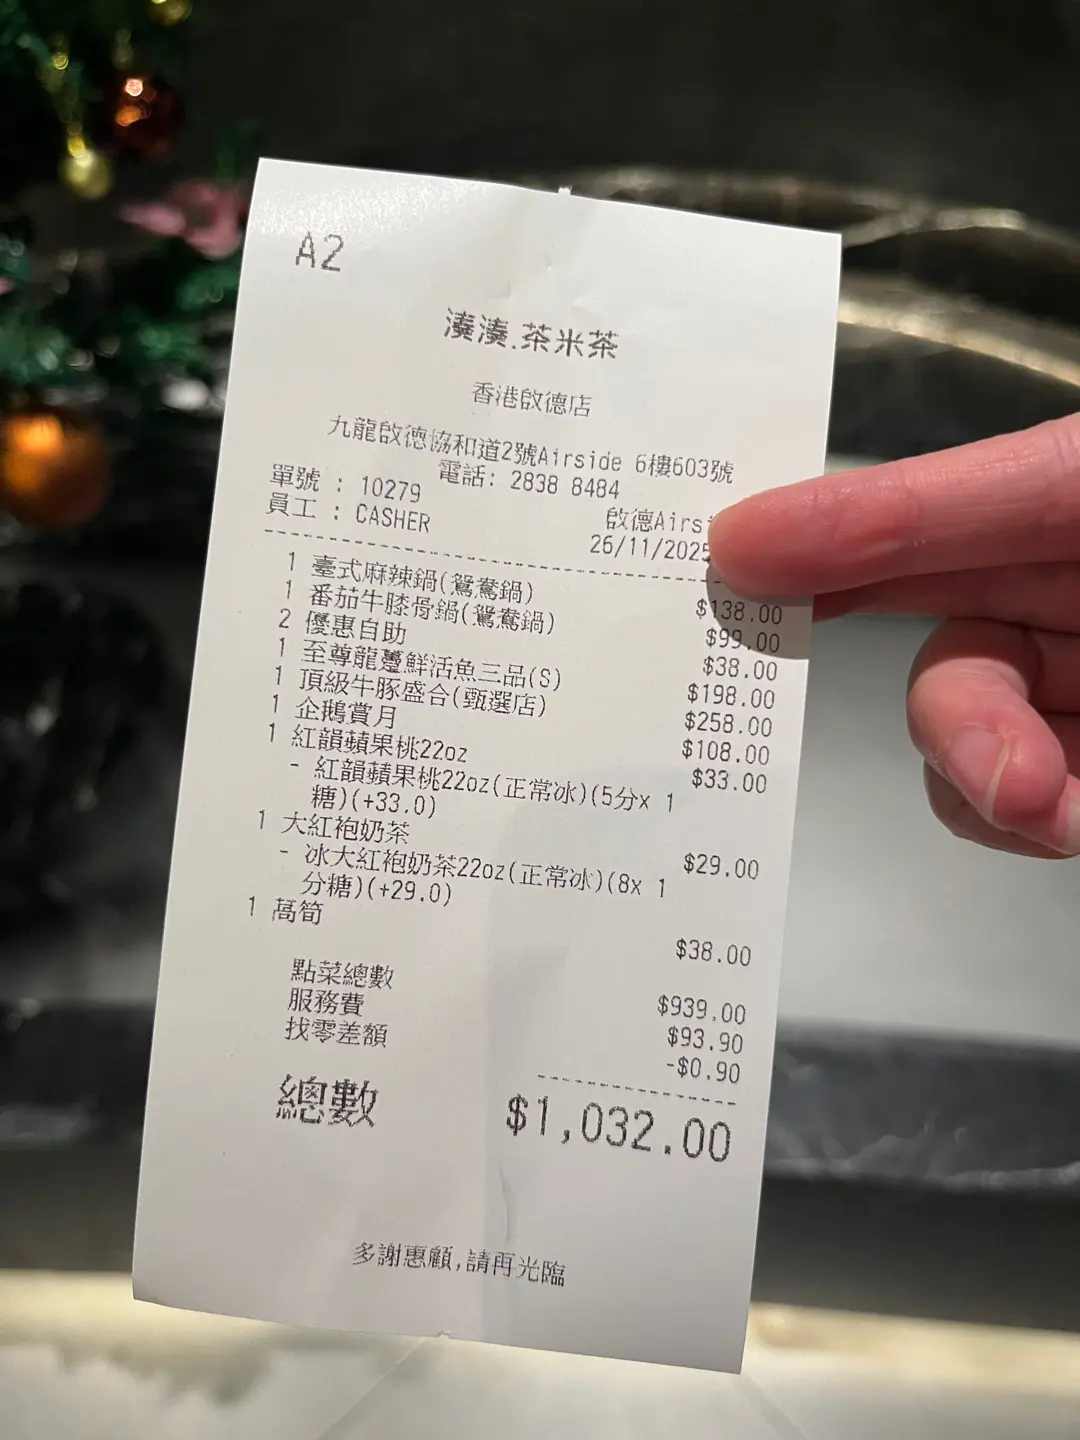 A2
湊湊.茶米茶
香港啟德店
九龍啟德協和道2號Airside 6樓603號
電話: 2838 8484
單號 : 10279
啟德Airs
員工 : CASHER
26/11/2025
1 臺式麻辣鍋(鴛鴦鍋) $138.00
1 番茄牛膝骨鍋(鴛鴦鍋) $99.00
2 優惠自助 $38.00
1 至尊龍躉鮮活魚三品(S) $198.00
1 頂級牛豚盛合(甄選店) $258.00
1 企鵝賞月 $108.00
1 紅韻蘋果桃22oz $33.00
- 紅韻蘋果桃22oz(正常冰)(5分x 1
糖)(+33.0)
1 大紅袍奶茶 $29.00
- 冰大紅袍奶茶22oz(正常冰)(8x 1
分糖)(+29.0)
1 萵筍 $38.00
點菜總數 $939.00
服務費 $93.90
找零差額 -$0.90
總數 $1,032.00
多謝惠顧,請再光臨